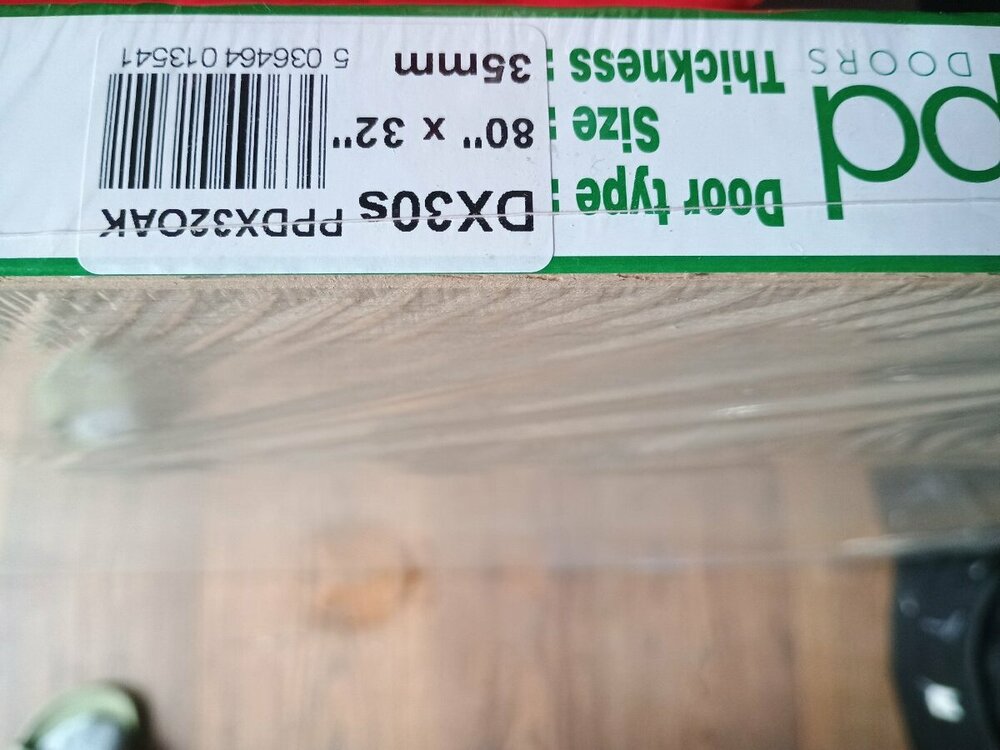 pd
DOORS
Door type : DX30s PPDX32OAK
Size : 80" x 32"
Thickness : 35mm
5 036464 013541